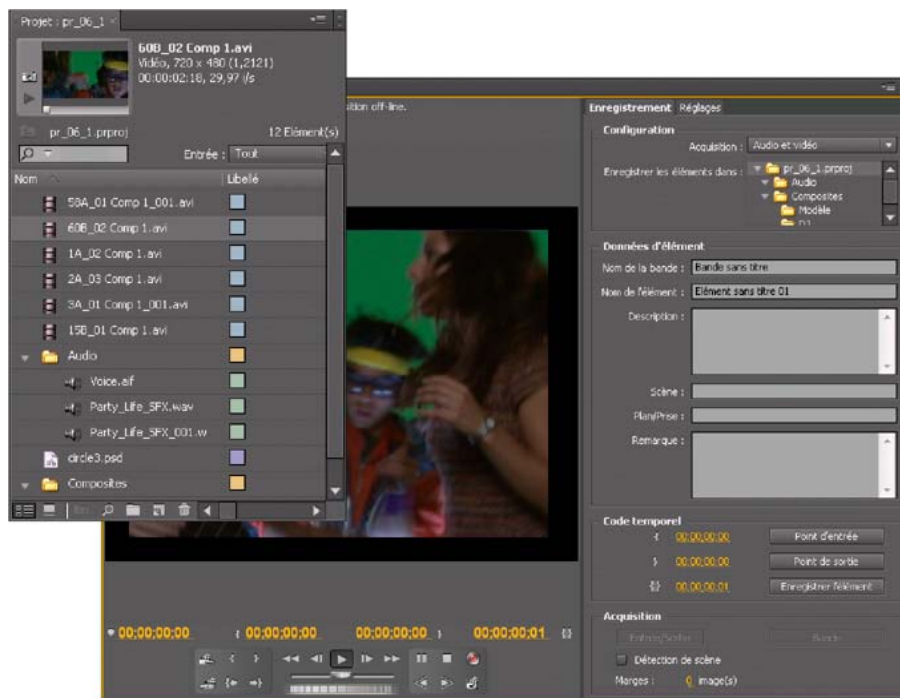 Projet : pr_06_1
60B_02 Comp 1.avi
Vidéo, 720 x 480 (1,2121)
00:00:02:18, 29,97 i/s
pr_06_1.prproj
12 Elément(s)
Entrée : Tout
Nom
Libellé
58A_01 Comp 1_001.avi
60B_02 Comp 1.avi
1A_02 Comp 1.avi
2A_03 Comp 1.avi
3A_01 Comp 1_001.avi
15B_01 Comp 1.avi
Audio
Voice.aif
Party_Life_SFX.wav
Party_Life_SFX_001.w
circle3.psd
Composites
off-line.
00;00;00;00
{ 00;00;00;00
00;00;00;00 }
00;00;00;01 {}
Enregistrement
Réglages
Configuration
Acquisition : Audio et vidéo
Enregistrer les éléments dans :
pr_06_1.prproj
Audio
Composites
Modèle
Données d'élément
Nom de la bande : Bande sans titre
Nom de l'élément : Elément sans titre 01
Description :
Scène :
Plan/Prise :
Remarque :
Code temporel
{ 00;00;00;00 Point d'entrée
} 00;00;00;00 Point de sortie
{} 00;00;00;01 Enregistrer l'élément
Acquisition
Entrée/Sortie
Bande
Détection de scène
Marges : 0 image(s)